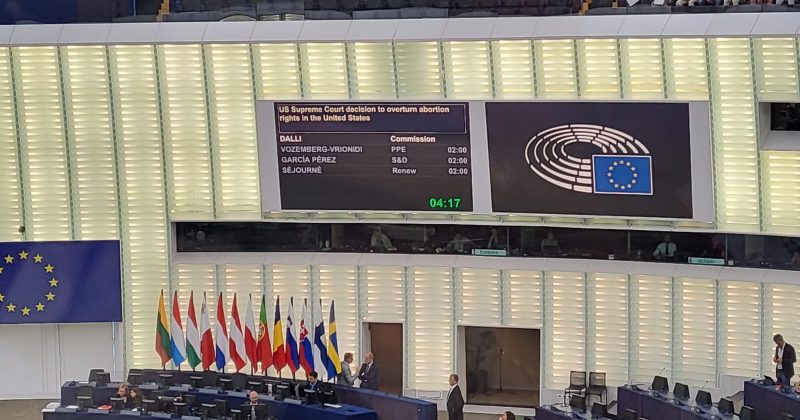 US Supreme Court decision to overturn abortion
rights in the United States
DALLI Commission
VOZEMBERG-VRIONIDI PPE 02:00
GARCÍA PÉREZ S&D 02:00
SÉJOURNÉ Renew 02:00
04:17